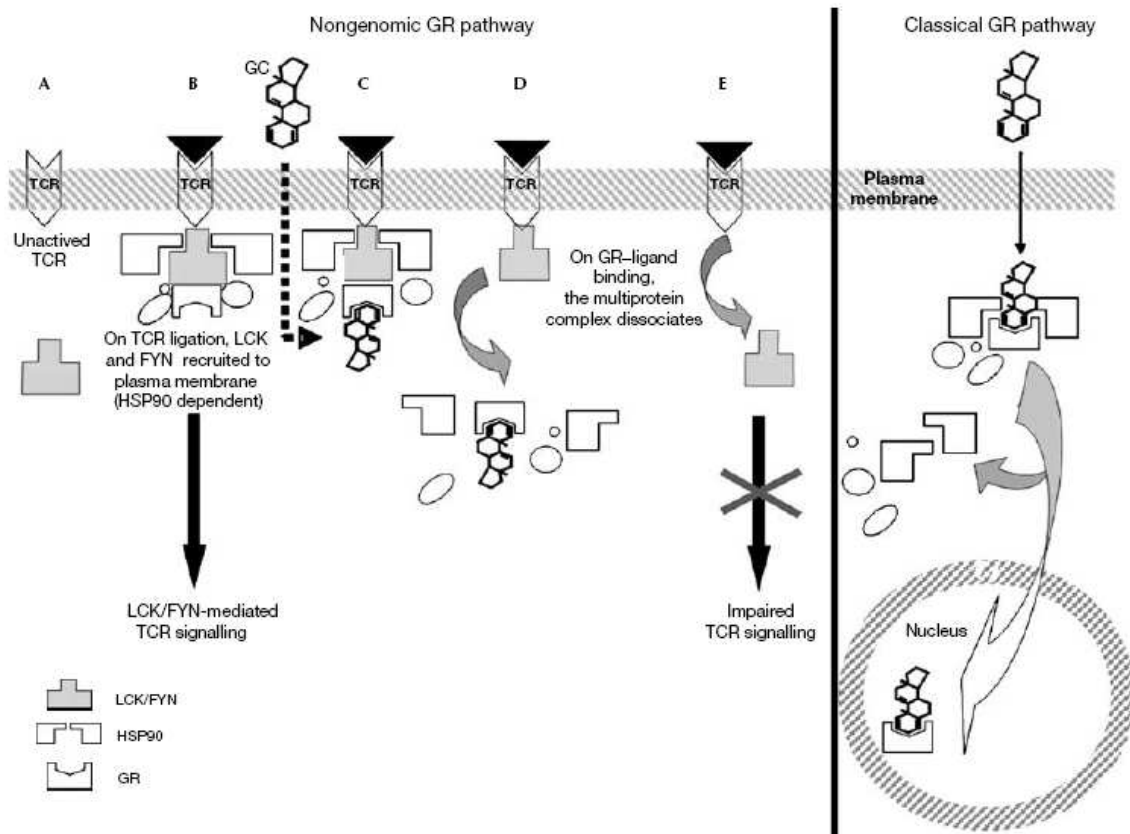 Nongenomic GR pathway
Classical GR pathway
GC
A
B
C
D
E
TCR
TCR
TCR
TCR
TCR
Plasma
membrane
Unactived
TCR
On TCR ligation, LCK
and FYN recruited to
plasma membrane
(HSP90 dependent)
On GR–ligand
binding,
the multiprotein
complex dissociates
LCK/FYN-mediated
TCR signalling
Impaired
TCR signalling
Nucleus
LCK/FYN
HSP90
GR